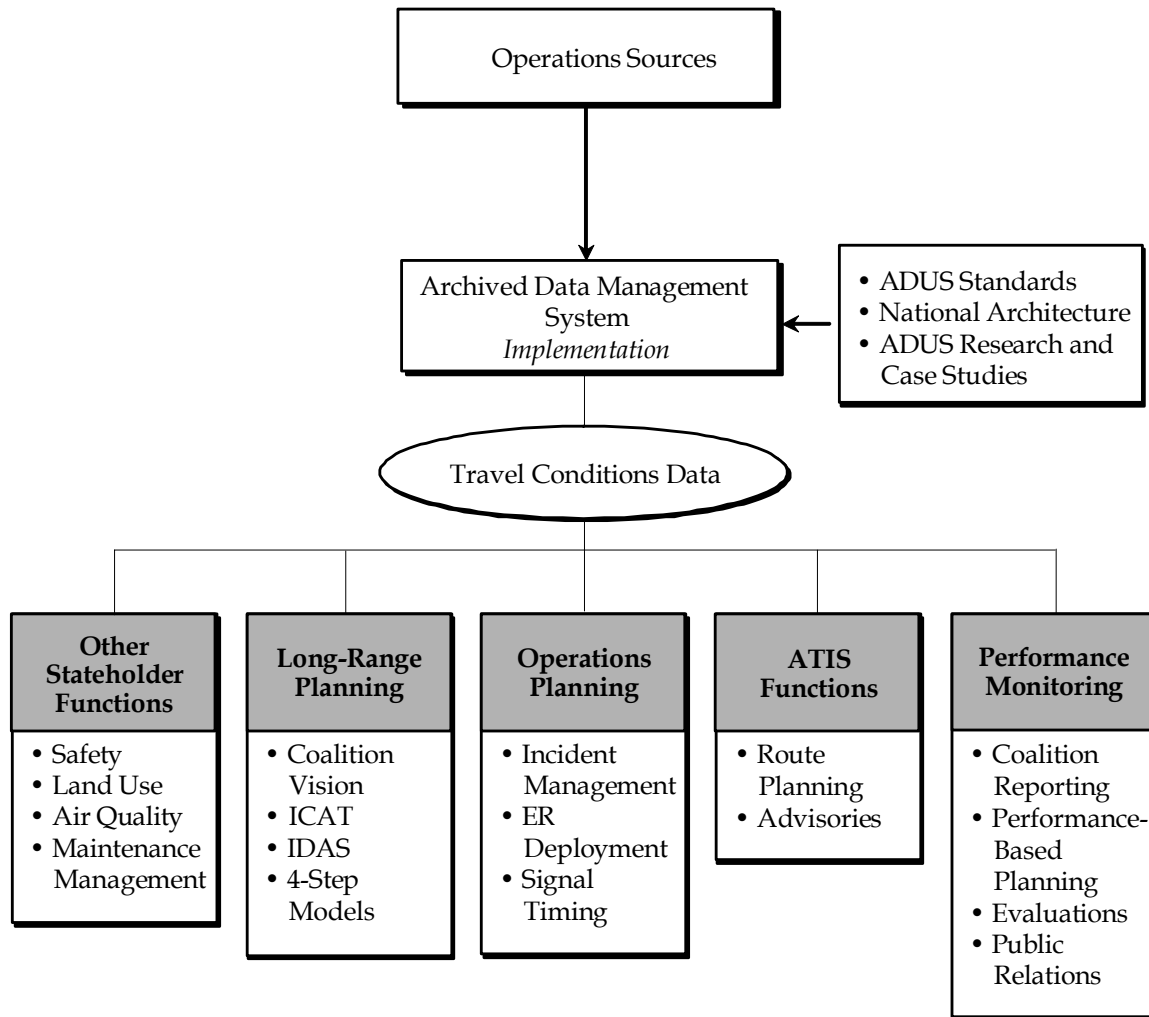 Operations Sources
Archived Data Management
System
Implementation
• ADUS Standards
• National Architecture
• ADUS Research and
Case Studies
Travel Conditions Data
Other
Stateholder
Functions
• Safety
• Land Use
• Air Quality
• Maintenance
Management
Long-Range
Planning
• Coalition
Vision
• ICAT
• IDAS
• 4-Step
Models
Operations
Planning
• Incident
Management
• ER
Deployment
• Signal
Timing
ATIS
Functions
• Route
Planning
• Advisories
Performance
Monitoring
• Coalition
Reporting
• Performance-
Based
Planning
• Evaluations
• Public
Relations